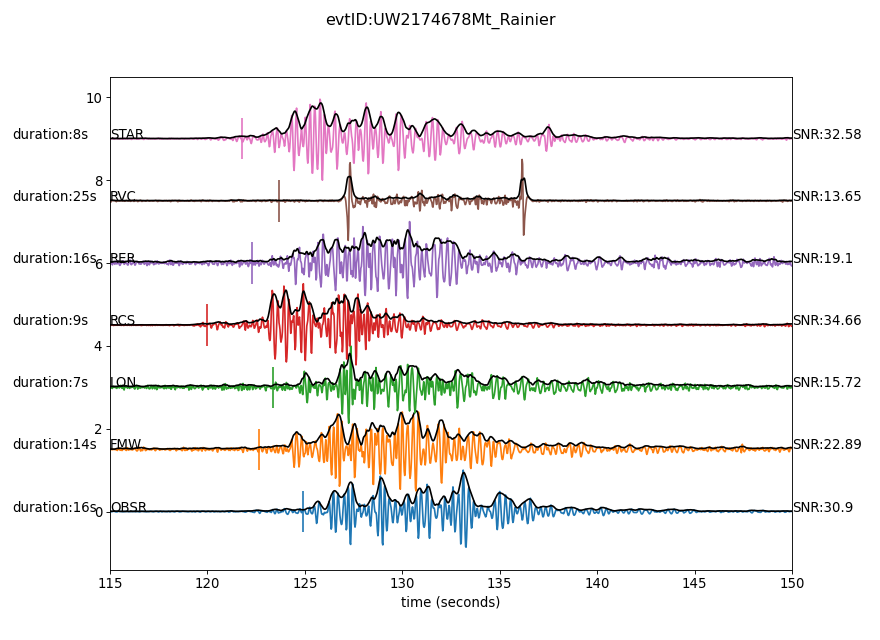 evtID:UW2174678Mt_Rainier
10
duration:8s STAR SNR:32.58
8
duration:25s RVC SNR:13.65
duration:16s RER SNR:19.1
6
duration:9s RCS SNR:34.66
4
duration:7s LON SNR:15.72
2
duration:14s FMW SNR:22.89
duration:16s OBSR SNR:30.9
0
115 120 125 130 135 140 145 150
time (seconds)